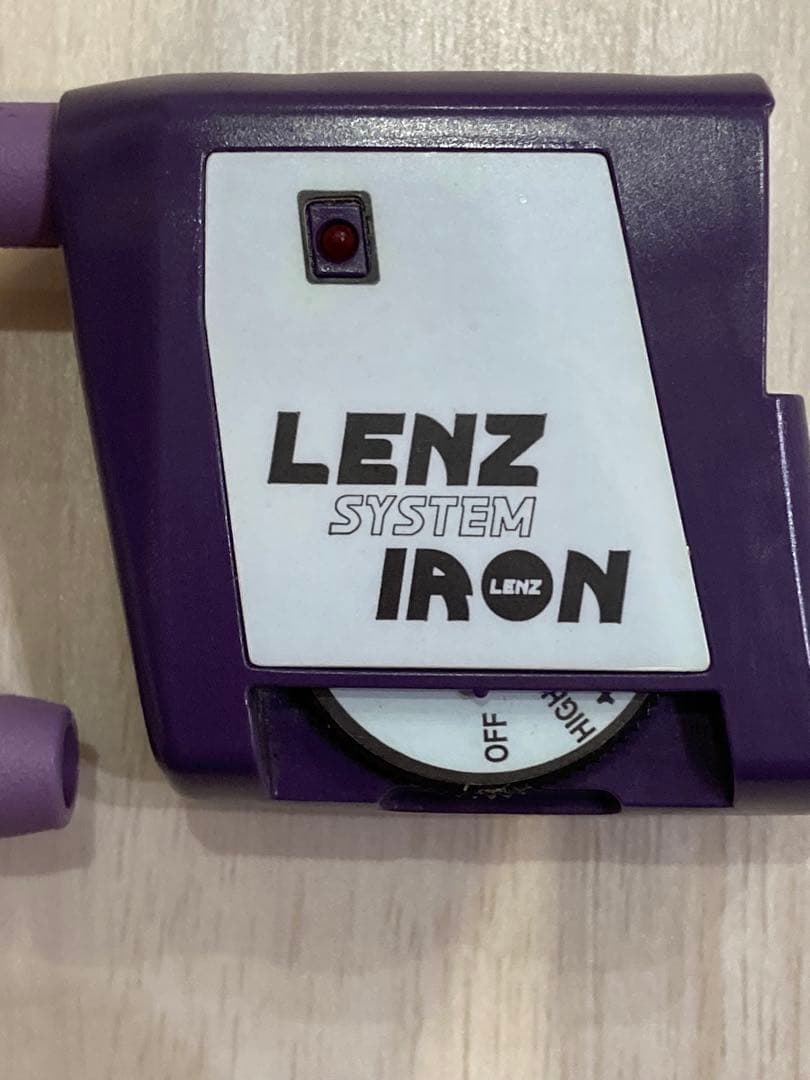 LENZ
SYSTEM
IRON
LENZ
OFF
HIGH